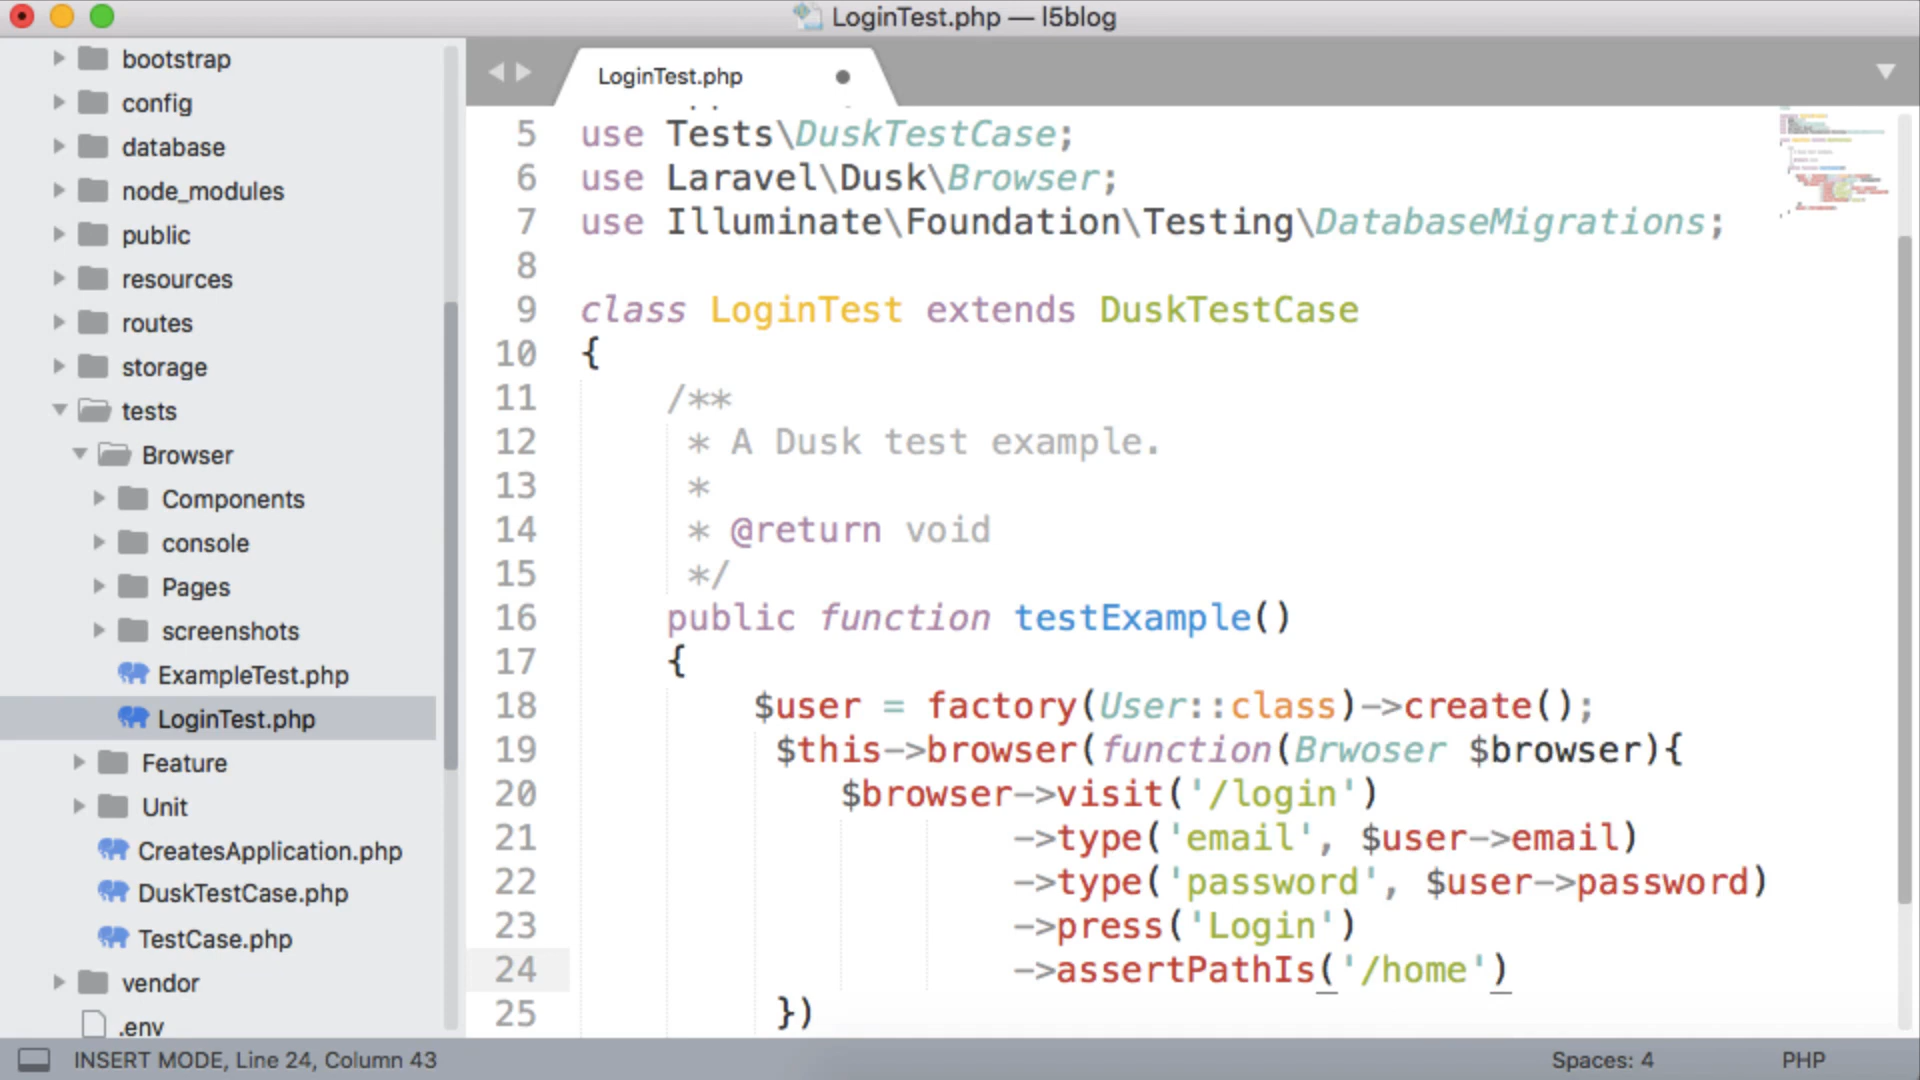 LoginTest.php — l5blog
bootstrap
config
database
node_modules
public
resources
routes
storage
tests
Browser
Components
console
Pages
screenshots
ExampleTest.php
LoginTest.php
Feature
Unit
CreatesApplication.php
DuskTestCase.php
TestCase.php
vendor
.env
LoginTest.php
5 use Tests\DuskTestCase;
6 use Laravel\Dusk\Browser;
7 use Illuminate\Foundation\Testing\DatabaseMigrations;
8
9 class LoginTest extends DuskTestCase
10 {
11 /**
12 * A Dusk test example.
13 *
14 * @return void
15 */
16 public function testExample()
17 {
18 $user = factory(User::class)->create();
19 $this->browser(function(Brwoser $browser){
20 $browser->visit('/login')
21 ->type('email', $user->email)
22 ->type('password', $user->password)
23 ->press('Login')
24 ->assertPathIs('/home')
25 })
INSERT MODE, Line 24, Column 43
Spaces: 4
PHP